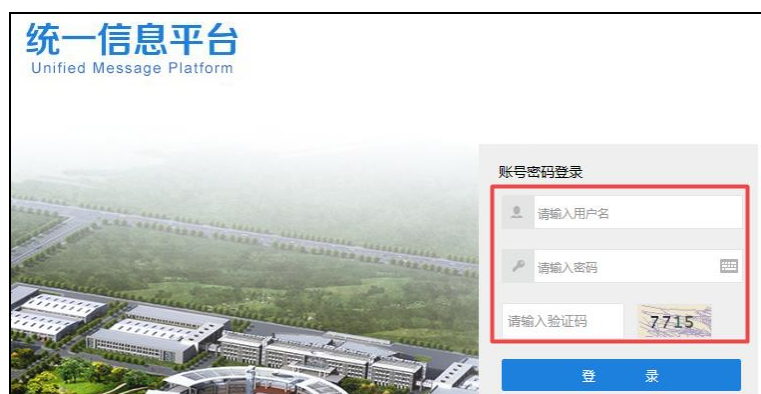 统一信息平台
Unified Message Platform
账号密码登录
请输入用户名
请输入密码
请输入验证码 7715
登 录